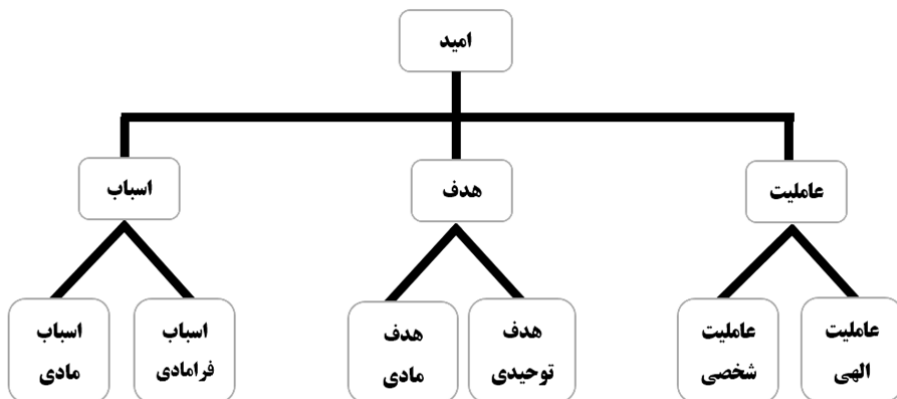 امید
عاملیت
هدف
اسباب
عاملیت
الهی
عاملیت
شخصی
هدف
توحیدی
هدف
مادی
اسباب
فرامادی
اسباب
مادی